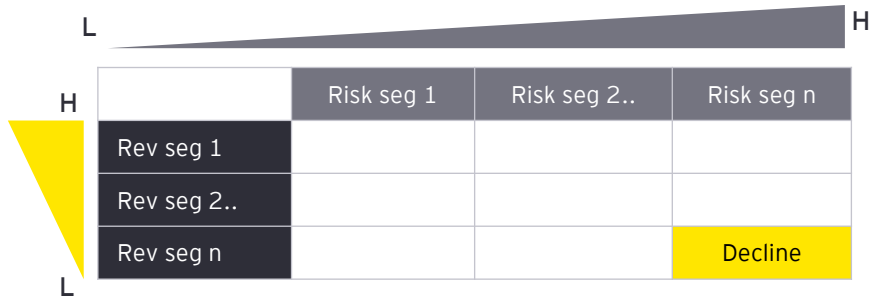 L
H
H
Risk seg 1
Risk seg 2..
Risk seg n
Rev seg 1
Rev seg 2..
Rev seg n
Decline
L